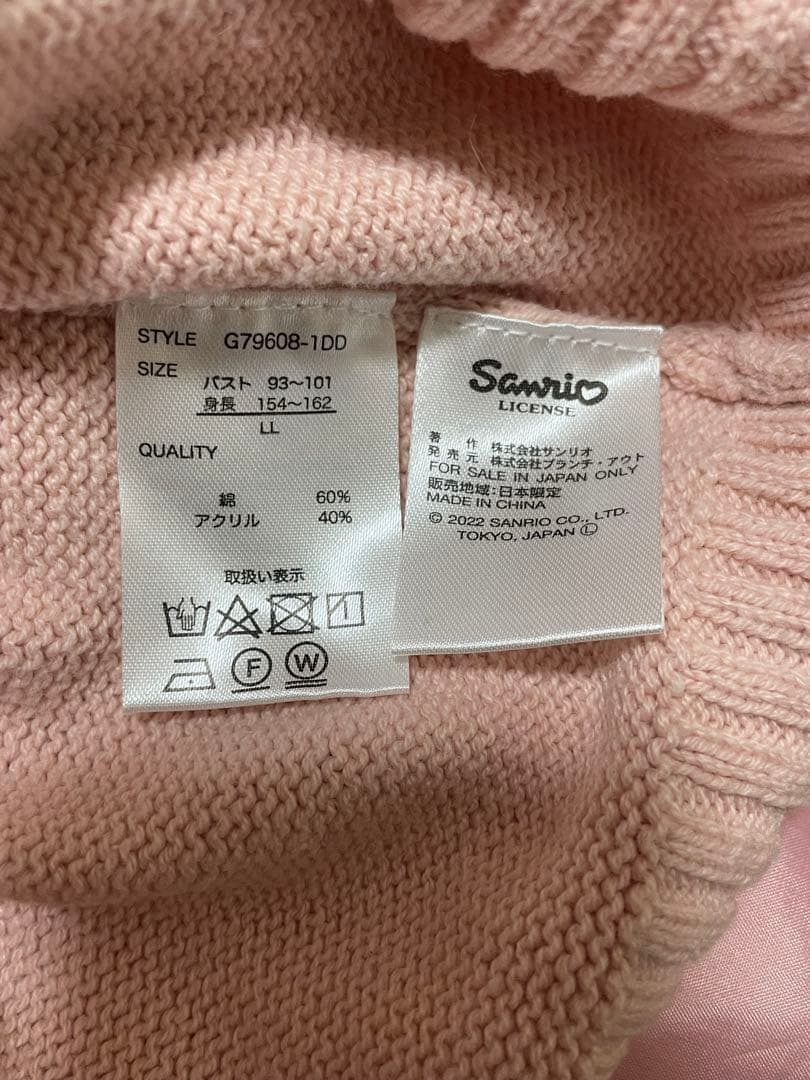 STYLE G79608-1DD
SIZE
バスト 93～101
身長 154～162
LL
QUALITY
綿 60%
アクリル 40%
取扱い表示
F W
Sanrio
LICENSE
著 作 株式会社サンリオ
発 売 元 株式会社ブランチ・アウト
FOR SALE IN JAPAN ONLY
販売地域:日本限定
MADE IN CHINA
© 2022 SANRIO CO., LTD.
TOKYO, JAPAN Ⓛ